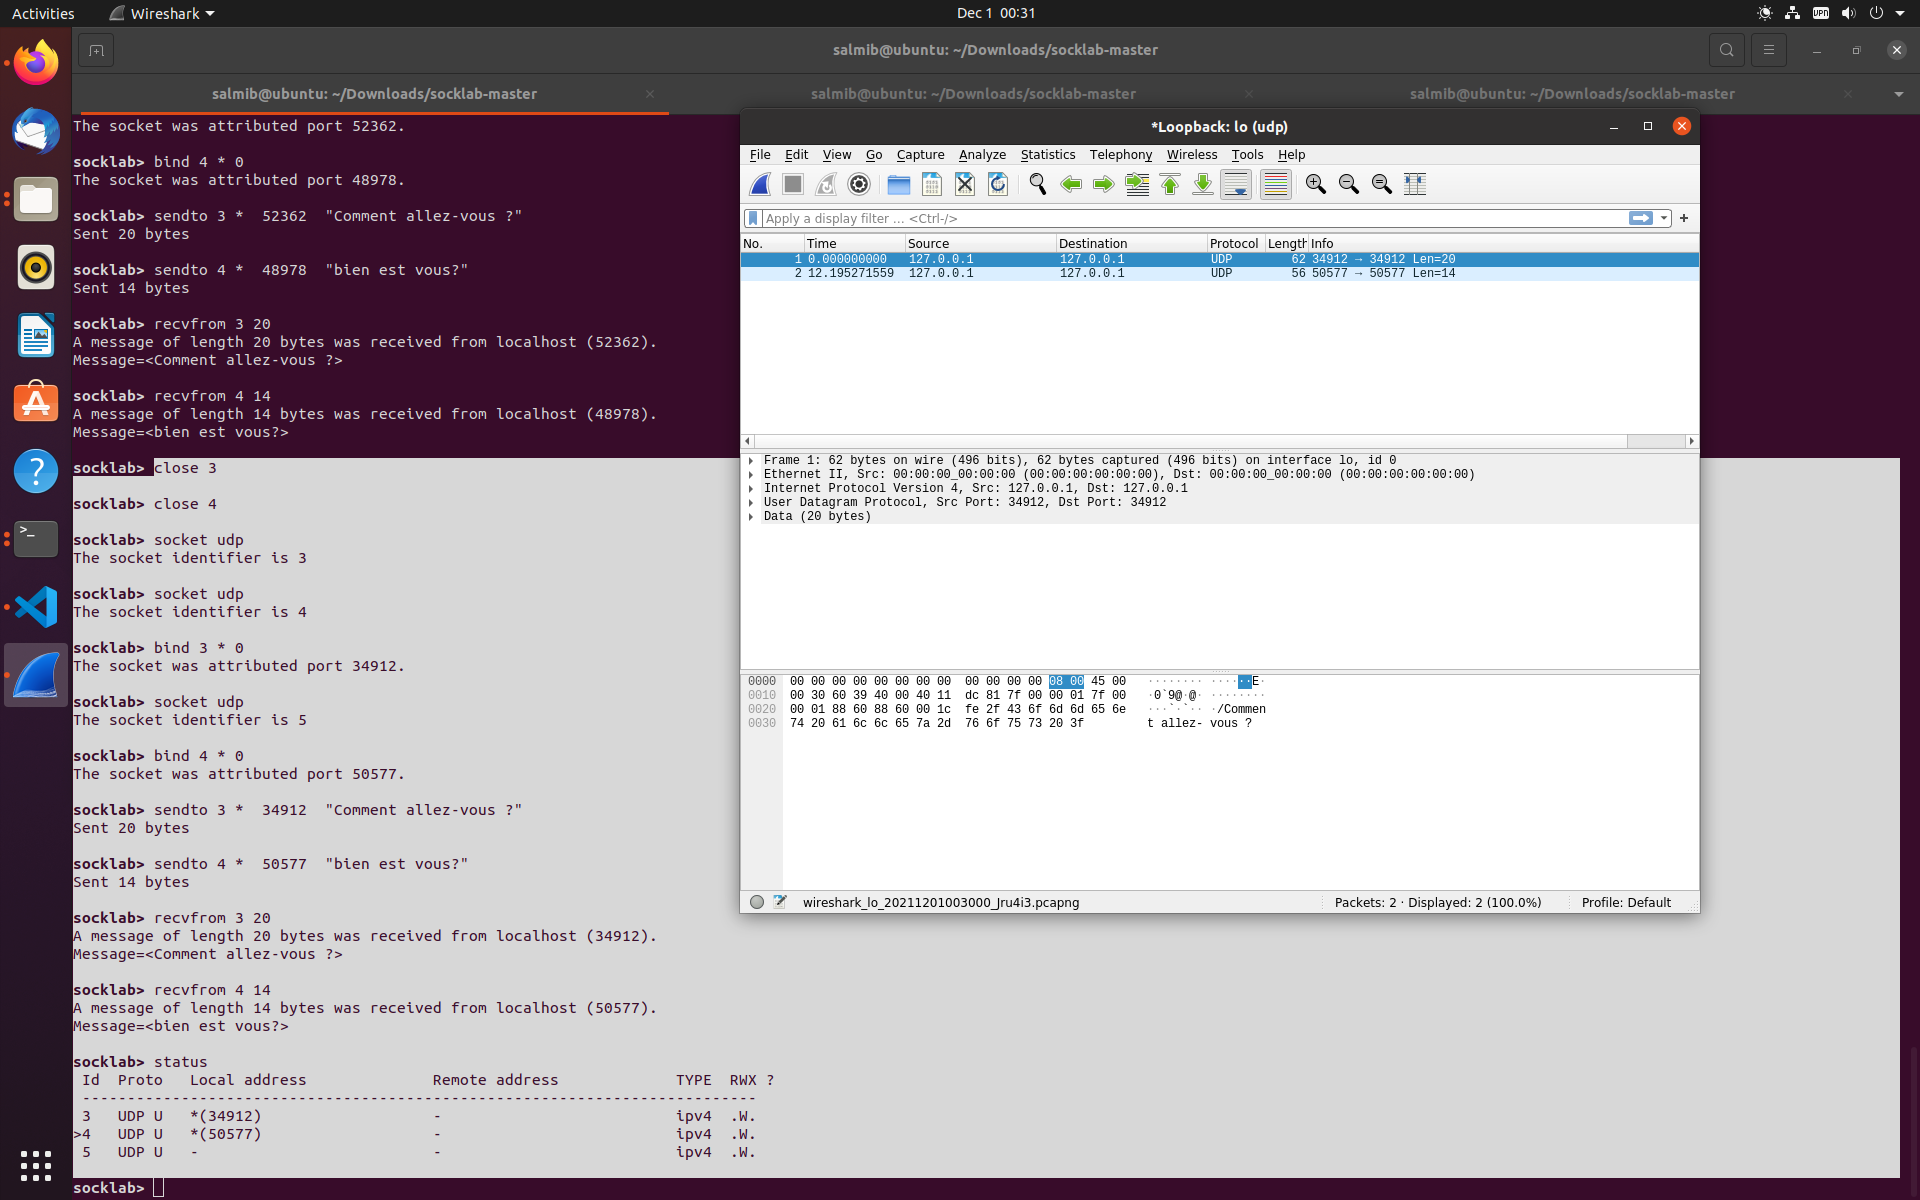 Activities Wireshark Dec 1 00:31
salmib@ubuntu: ~/Downloads/socklab-master
salmib@ubuntu: ~/Downloads/socklab-master salmib@ubuntu: ~/Downloads/socklab-master salmib@ubuntu: ~/Downloads/socklab-master
The socket was attributed port 52362.
socklab> bind 4 * 0
The socket was attributed port 48978.
socklab> sendto 3 *  52362  "Comment allez-vous ?"
Sent 20 bytes
socklab> sendto 4 *  48978  "bien est vous?"
Sent 14 bytes
socklab> recvfrom 3 20
A message of length 20 bytes was received from localhost (52362).
Message=<Comment allez-vous ?>
socklab> recvfrom 4 14
A message of length 14 bytes was received from localhost (48978).
Message=<bien est vous?>
socklab> close 3
socklab> close 4
socklab> socket udp
The socket identifier is 3
socklab> socket udp
The socket identifier is 4
socklab> bind 3 * 0
The socket was attributed port 34912.
socklab> socket udp
The socket identifier is 5
socklab> bind 4 * 0
The socket was attributed port 50577.
socklab> sendto 3 *  34912  "Comment allez-vous ?"
Sent 20 bytes
socklab> sendto 4 *  50577  "bien est vous?"
Sent 14 bytes
socklab> recvfrom 3 20
A message of length 20 bytes was received from localhost (34912).
Message=<Comment allez-vous ?>
socklab> recvfrom 4 14
A message of length 14 bytes was received from localhost (50577).
Message=<bien est vous?>
socklab> status
Id  Proto   Local address              Remote address             TYPE  RWX ?
---------------------------------------------------------------------------
3   UDP U   *(34912)                   -                          ipv4  .W.
>4   UDP U   *(50577)                   -                          ipv4  .W.
5   UDP U   -                          -                          ipv4  .W.
socklab>
*Loopback: lo (udp)
File Edit View Go Capture Analyze Statistics Telephony Wireless Tools Help
Apply a display filter ... <Ctrl-/>
No. Time Source Destination Protocol Length Info
1 0.000000000 127.0.0.1 127.0.0.1 UDP 62 34912 → 34912 Len=20
2 12.195271559 127.0.0.1 127.0.0.1 UDP 56 50577 → 50577 Len=14
Frame 1: 62 bytes on wire (496 bits), 62 bytes captured (496 bits) on interface lo, id 0
Ethernet II, Src: 00:00:00_00:00:00 (00:00:00:00:00:00), Dst: 00:00:00_00:00:00 (00:00:00:00:00:00)
Internet Protocol Version 4, Src: 127.0.0.1, Dst: 127.0.0.1
User Datagram Protocol, Src Port: 34912, Dst Port: 34912
Data (20 bytes)
0000 00 00 00 00 00 00 00 00 00 00 00 00 08 00 45 00 ········ ······E·
0010 00 30 60 39 40 00 40 11 dc 81 7f 00 00 01 7f 00 ·0`9@·@· ········
0020 00 01 88 60 88 60 00 1c fe 2f 43 6f 6d 6d 65 6e ···`·`·· ·/Commen
0030 74 20 61 6c 6c 65 7a 2d 76 6f 75 73 20 3f t allez- vous ?
wireshark_lo_20211201003000_Jru4i3.pcapng Packets: 2 · Displayed: 2 (100.0%) Profile: Default